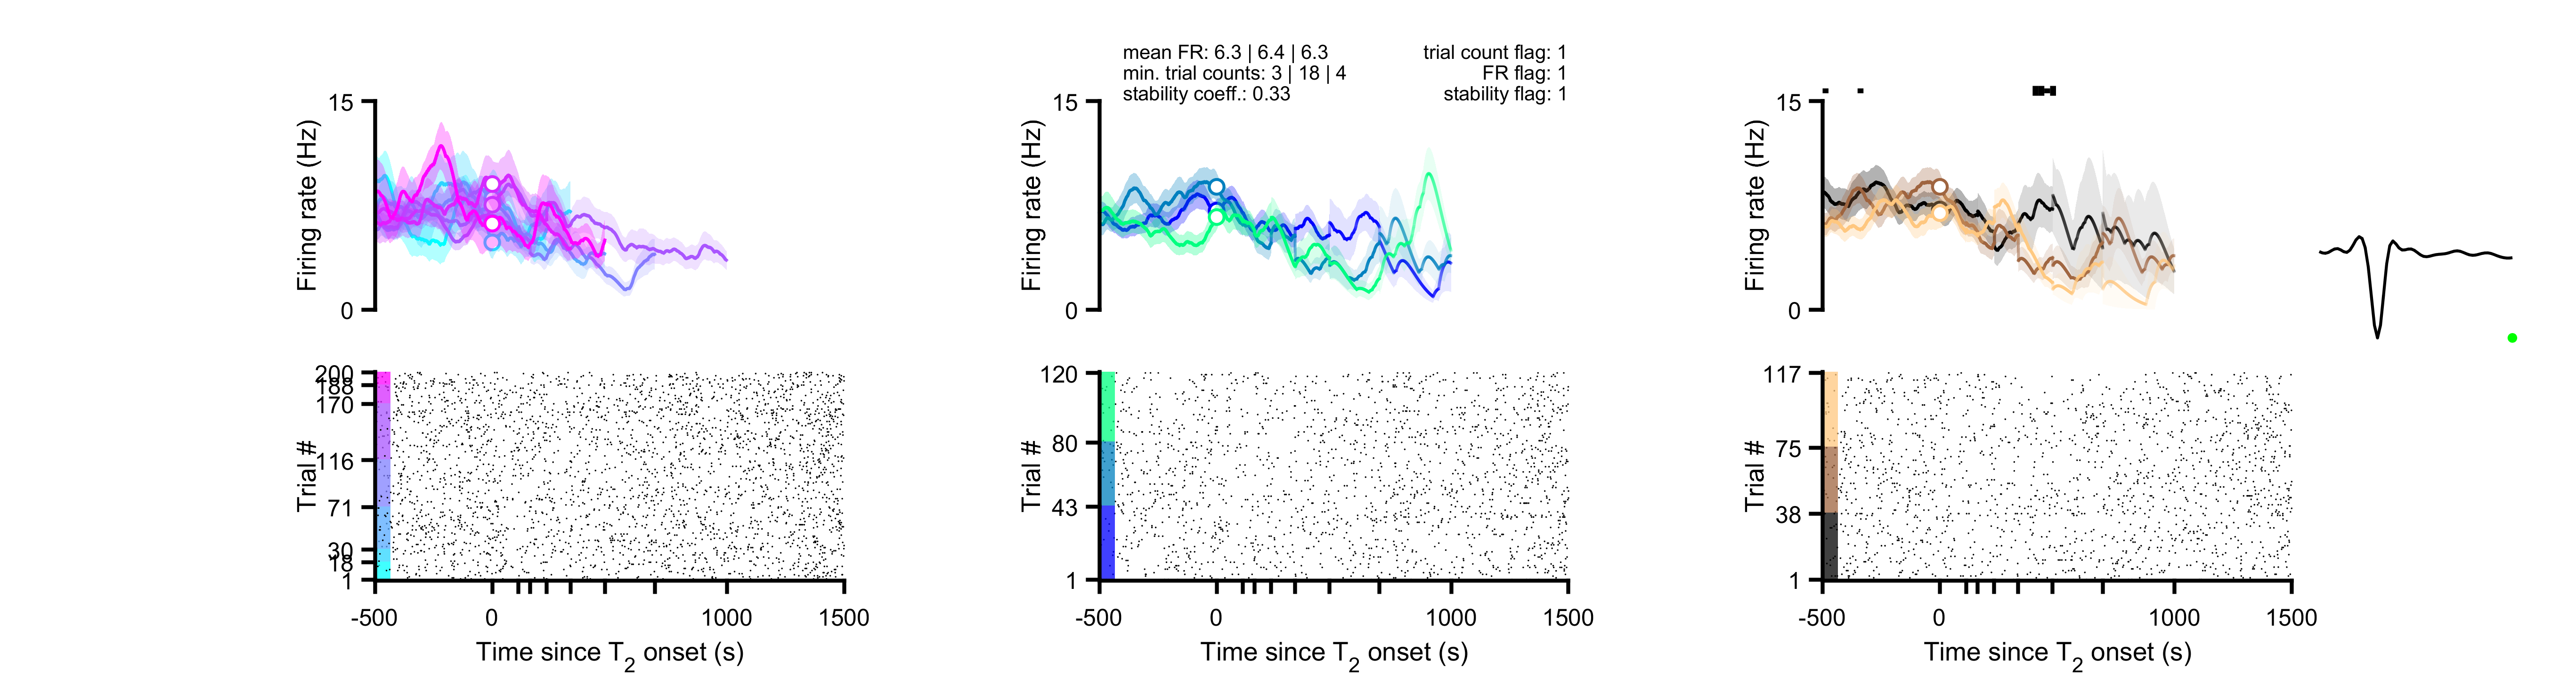 mean FR: 6.3 | 6.4 | 6.3
min. trial counts: 3 | 18 | 4
stability coeff.: 0.33
trial count flag: 1
FR flag: 1
stability flag: 1
15
Firing rate (Hz)
0
15
Firing rate (Hz)
0
15
Firing rate (Hz)
0
200
188
170
116
71
30
18
1
Trial #
-500
0
1000
1500
Time since T2 onset (s)
120
80
43
1
Trial #
-500
0
1000
1500
Time since T2 onset (s)
117
75
38
1
Trial #
-500
0
1000
1500
Time since T2 onset (s)